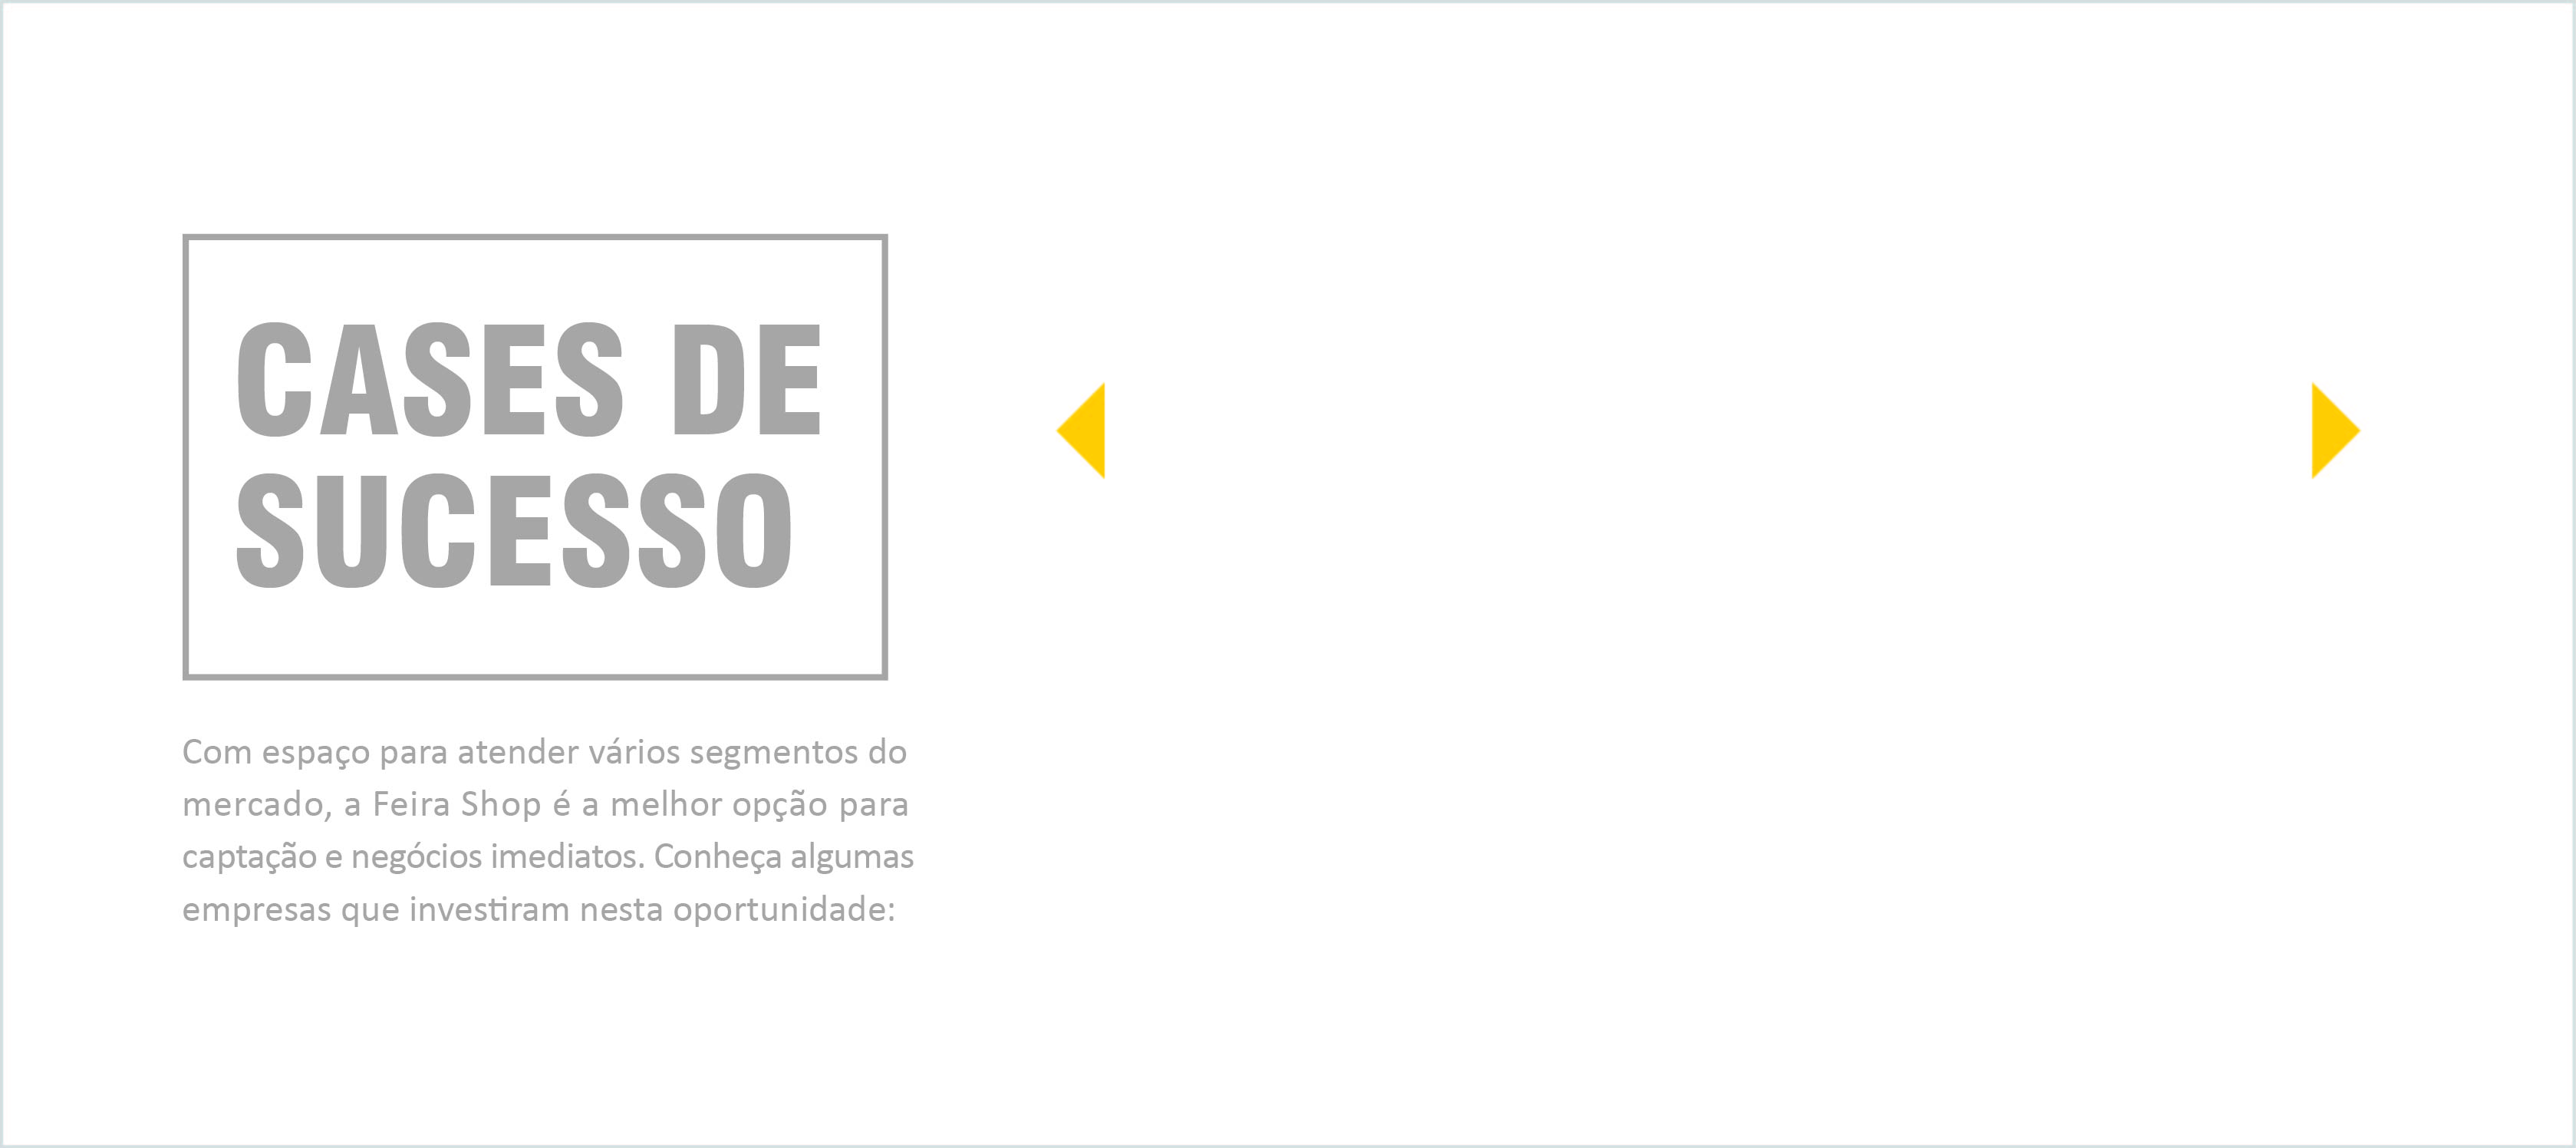 CASES DE
SUCESSO
Com espaço para atender vários segmentos do
mercado, a Feira Shop é a melhor opção para
captação e negócios imediatos. Conheça algumas
empresas que investiram nesta oportunidade: